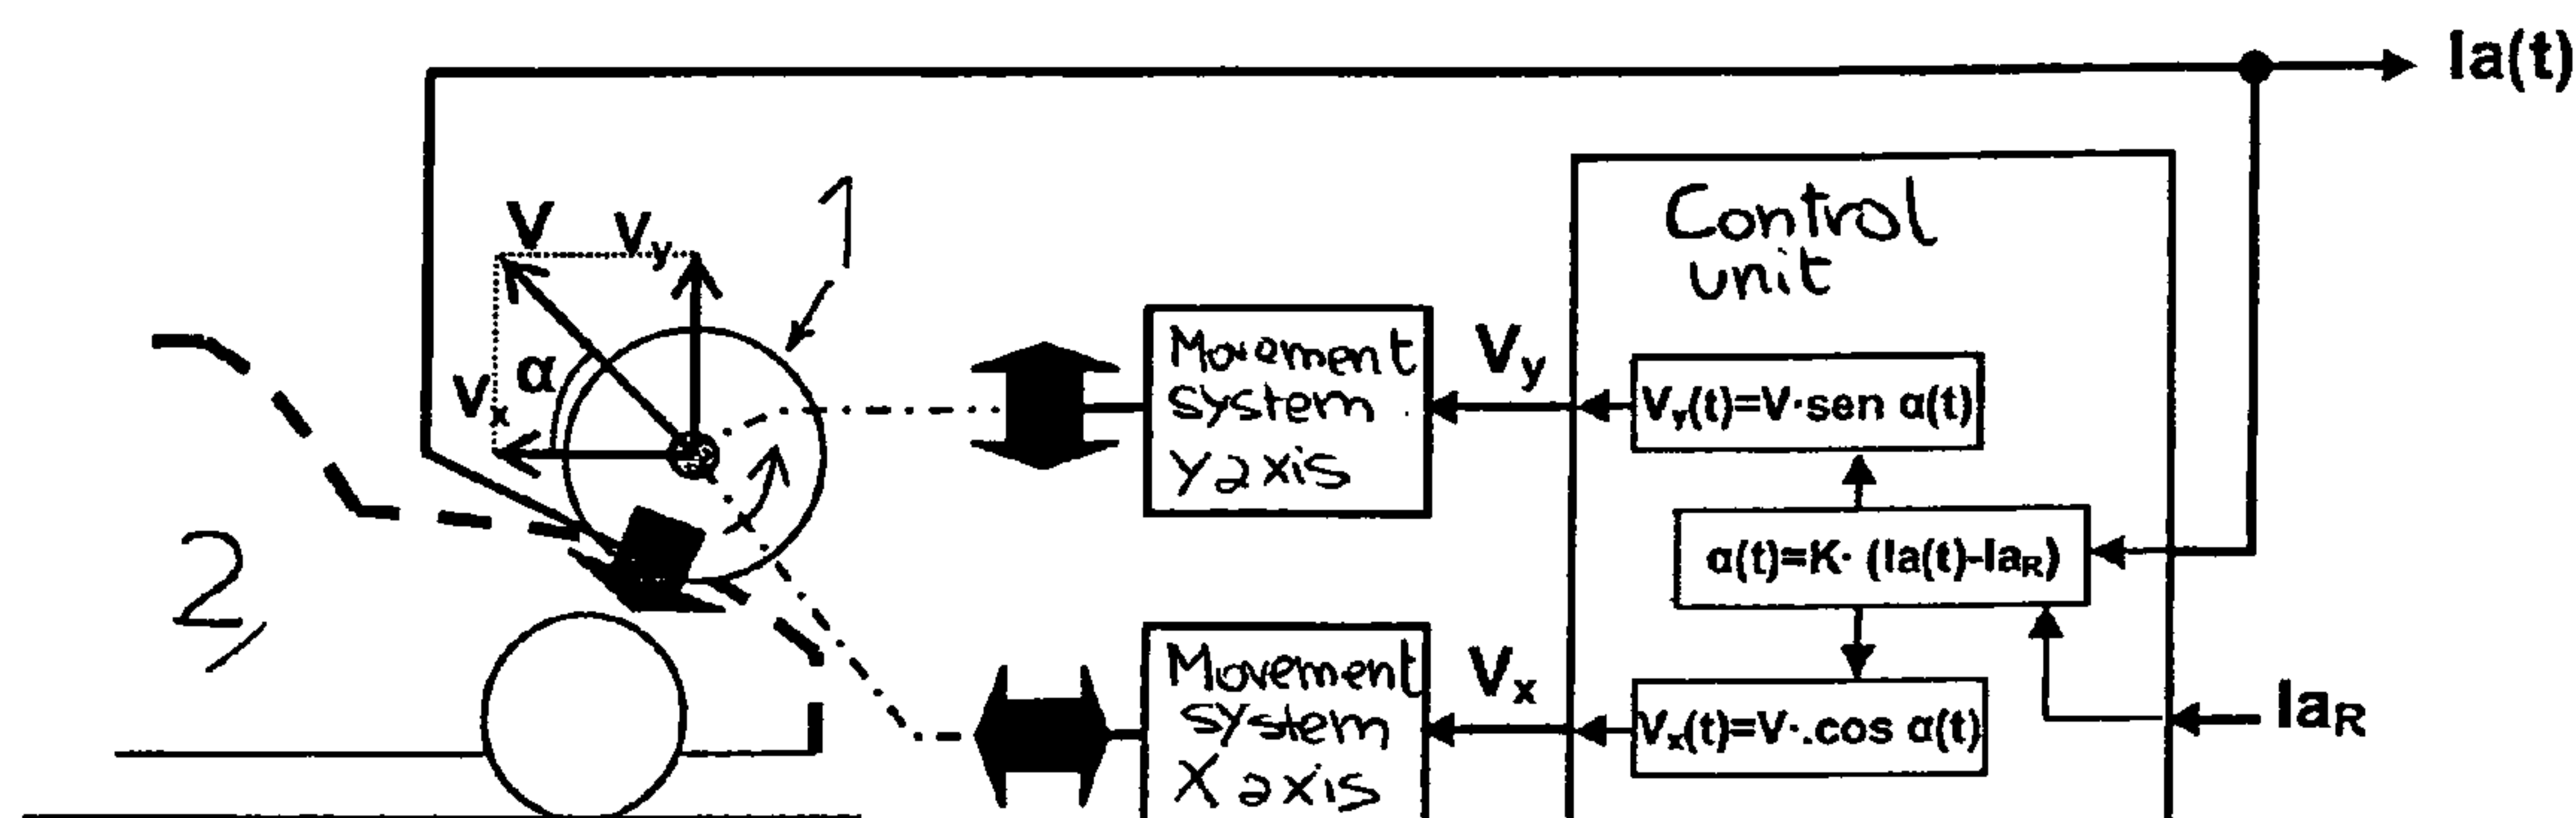 Ia(t)
1
Control
unit
V
Vy
α
Vx
Movement
system
y axis
Vy
Vy(t)=V·sen α(t)
α(t)=K· (Ia(t)-IaR)
2
Movement
system
X axis
Vx
Vx(t)=V·.cos α(t)
IaR